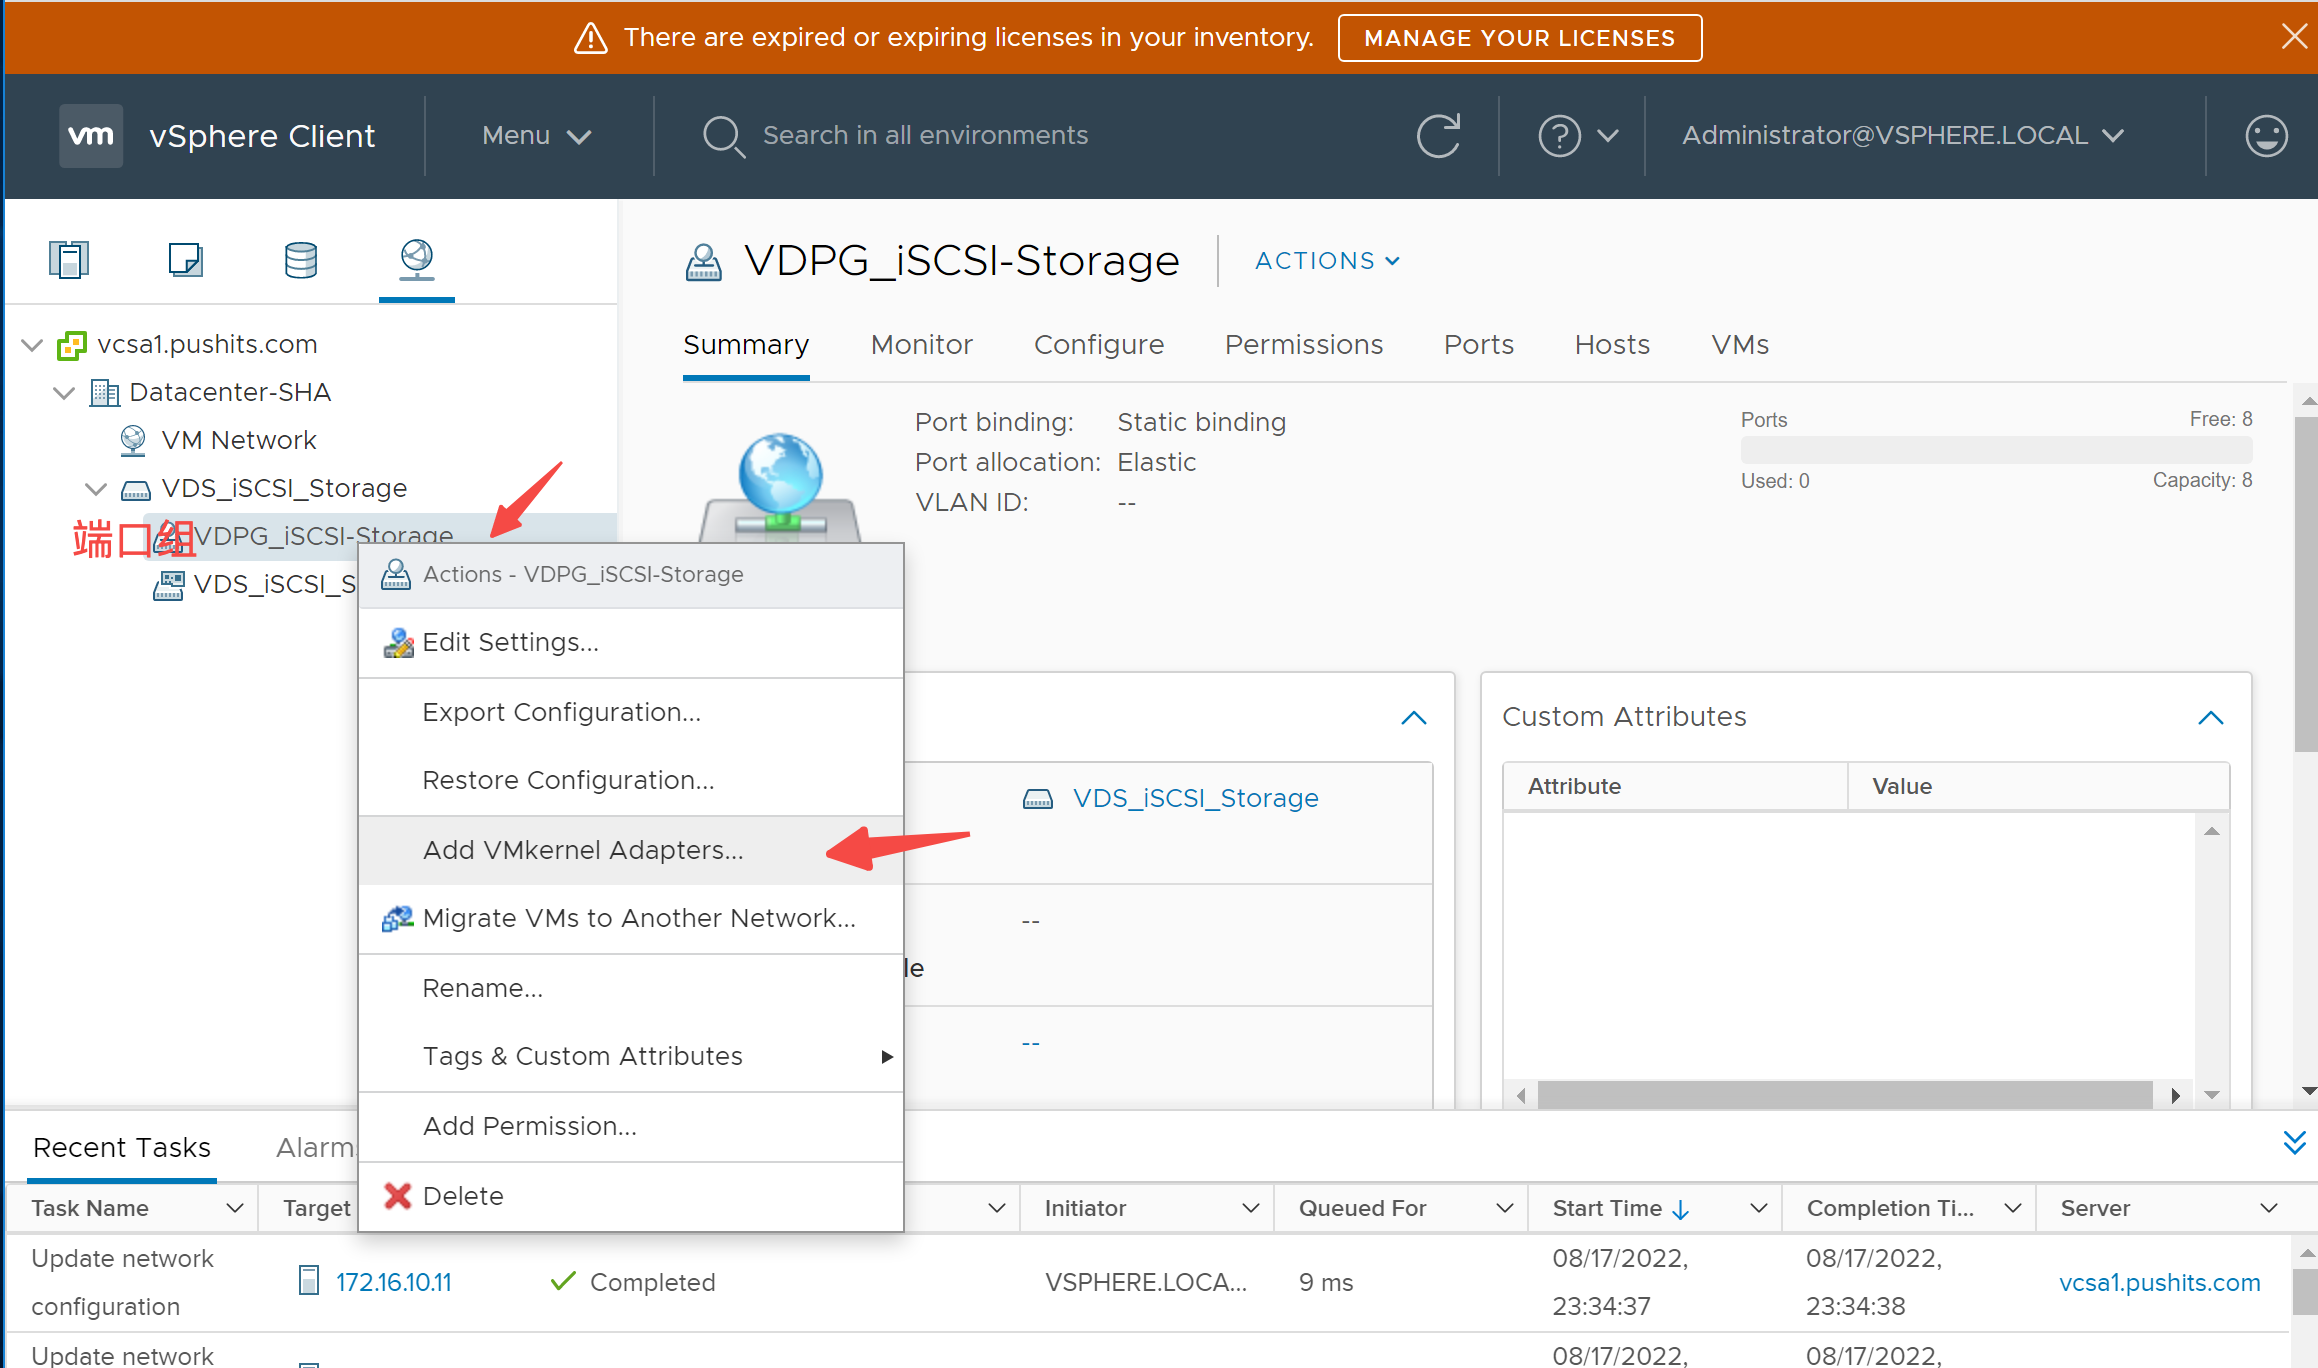 There are expired or expiring licenses in your inventory. MANAGE YOUR LICENSES
vm vSphere Client Menu Search in all environments Administrator@VSPHERE.LOCAL
VDPG_iSCSI-Storage ACTIONS
Summary Monitor Configure Permissions Ports Hosts VMs
vcsa1.pushits.com
Datacenter-SHA
VM Network
VDS_iSCSI_Storage
端口组 VDPG_iSCSI-Storage
VDS_iSCSI_S
Port binding: Static binding
Port allocation: Elastic
VLAN ID: --
Ports Free: 8
Used: 0 Capacity: 8
Actions - VDPG_iSCSI-Storage
Edit Settings...
Export Configuration...
Restore Configuration...
Add VMkernel Adapters...
Migrate VMs to Another Network...
Rename...
Tags & Custom Attributes
Add Permission...
Delete
VDS_iSCSI_Storage
--
le
--
Custom Attributes
Attribute Value
Recent Tasks Alarm
Task Name Target Initiator Queued For Start Time Completion Ti... Server
Update network configuration 172.16.10.11 Completed VSPHERE.LOCA... 9 ms 08/17/2022, 23:34:37 08/17/2022, 23:34:38 vcsa1.pushits.com
Update network 08/17/2022, 08/17/2022,